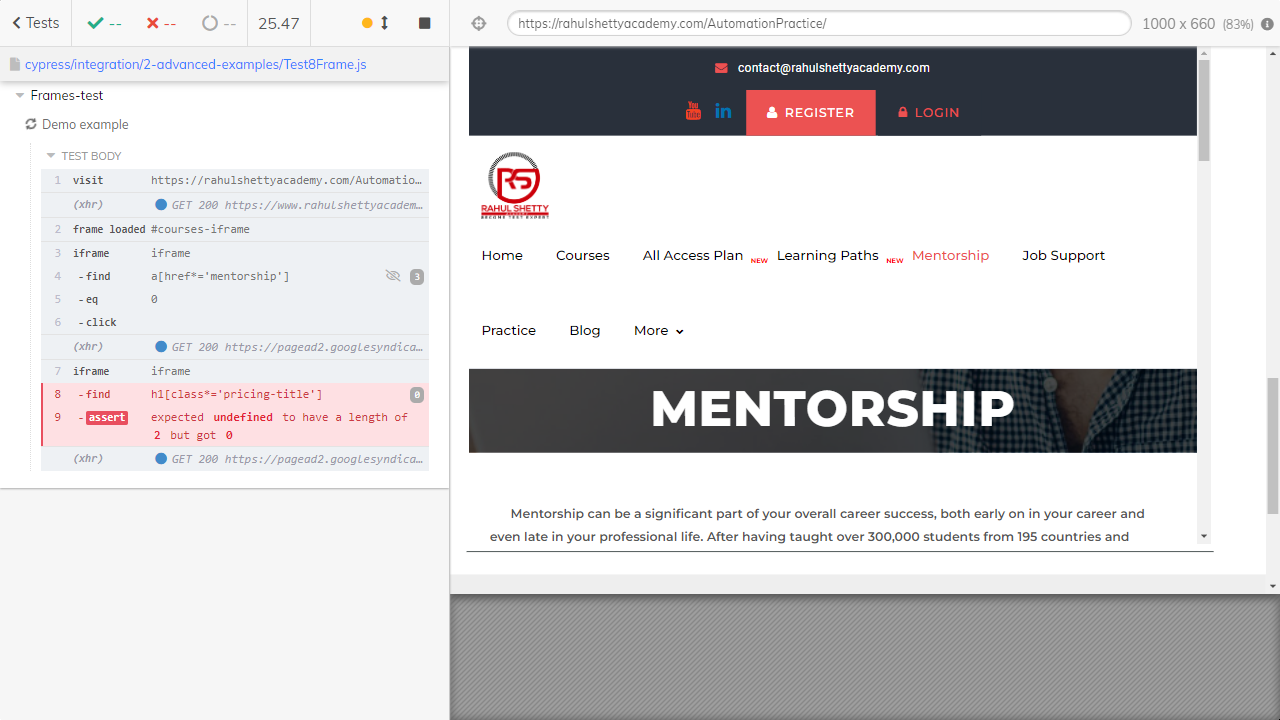 Tests
--
--
--
25.47
https://rahulshettyacademy.com/AutomationPractice/
1000 x 660 (83%)
cypress/integration/2-advanced-examples/Test8Frame.js
Frames-test
Demo example
TEST BODY
1 visit https://rahulshettyacademy.com/Automatio...
(xhr) GET 200 https://www.rahulshettyacadem...
2 frame loaded #courses-iframe
3 iframe iframe
4 -find a[href*='mentorship'] 3
5 -eq 0
6 -click
(xhr) GET 200 https://pagead2.googlesyndica...
7 iframe iframe
8 -find h1[class*='pricing-title'] 0
9 -assert expected undefined to have a length of
2 but got 0
(xhr) GET 200 https://pagead2.googlesyndica...
contact@rahulshettyacademy.com
You Tube in REGISTER LOGIN
RS
RAHUL SHETTY
ACADEMY
BECOME TEST EXPERT
Home Courses All Access Plan NEW Learning Paths NEW Mentorship Job Support
Practice Blog More
MENTORSHIP
Mentorship can be a significant part of your overall career success, both early on in your career and
even late in your professional life. After having taught over 300,000 students from 195 countries and